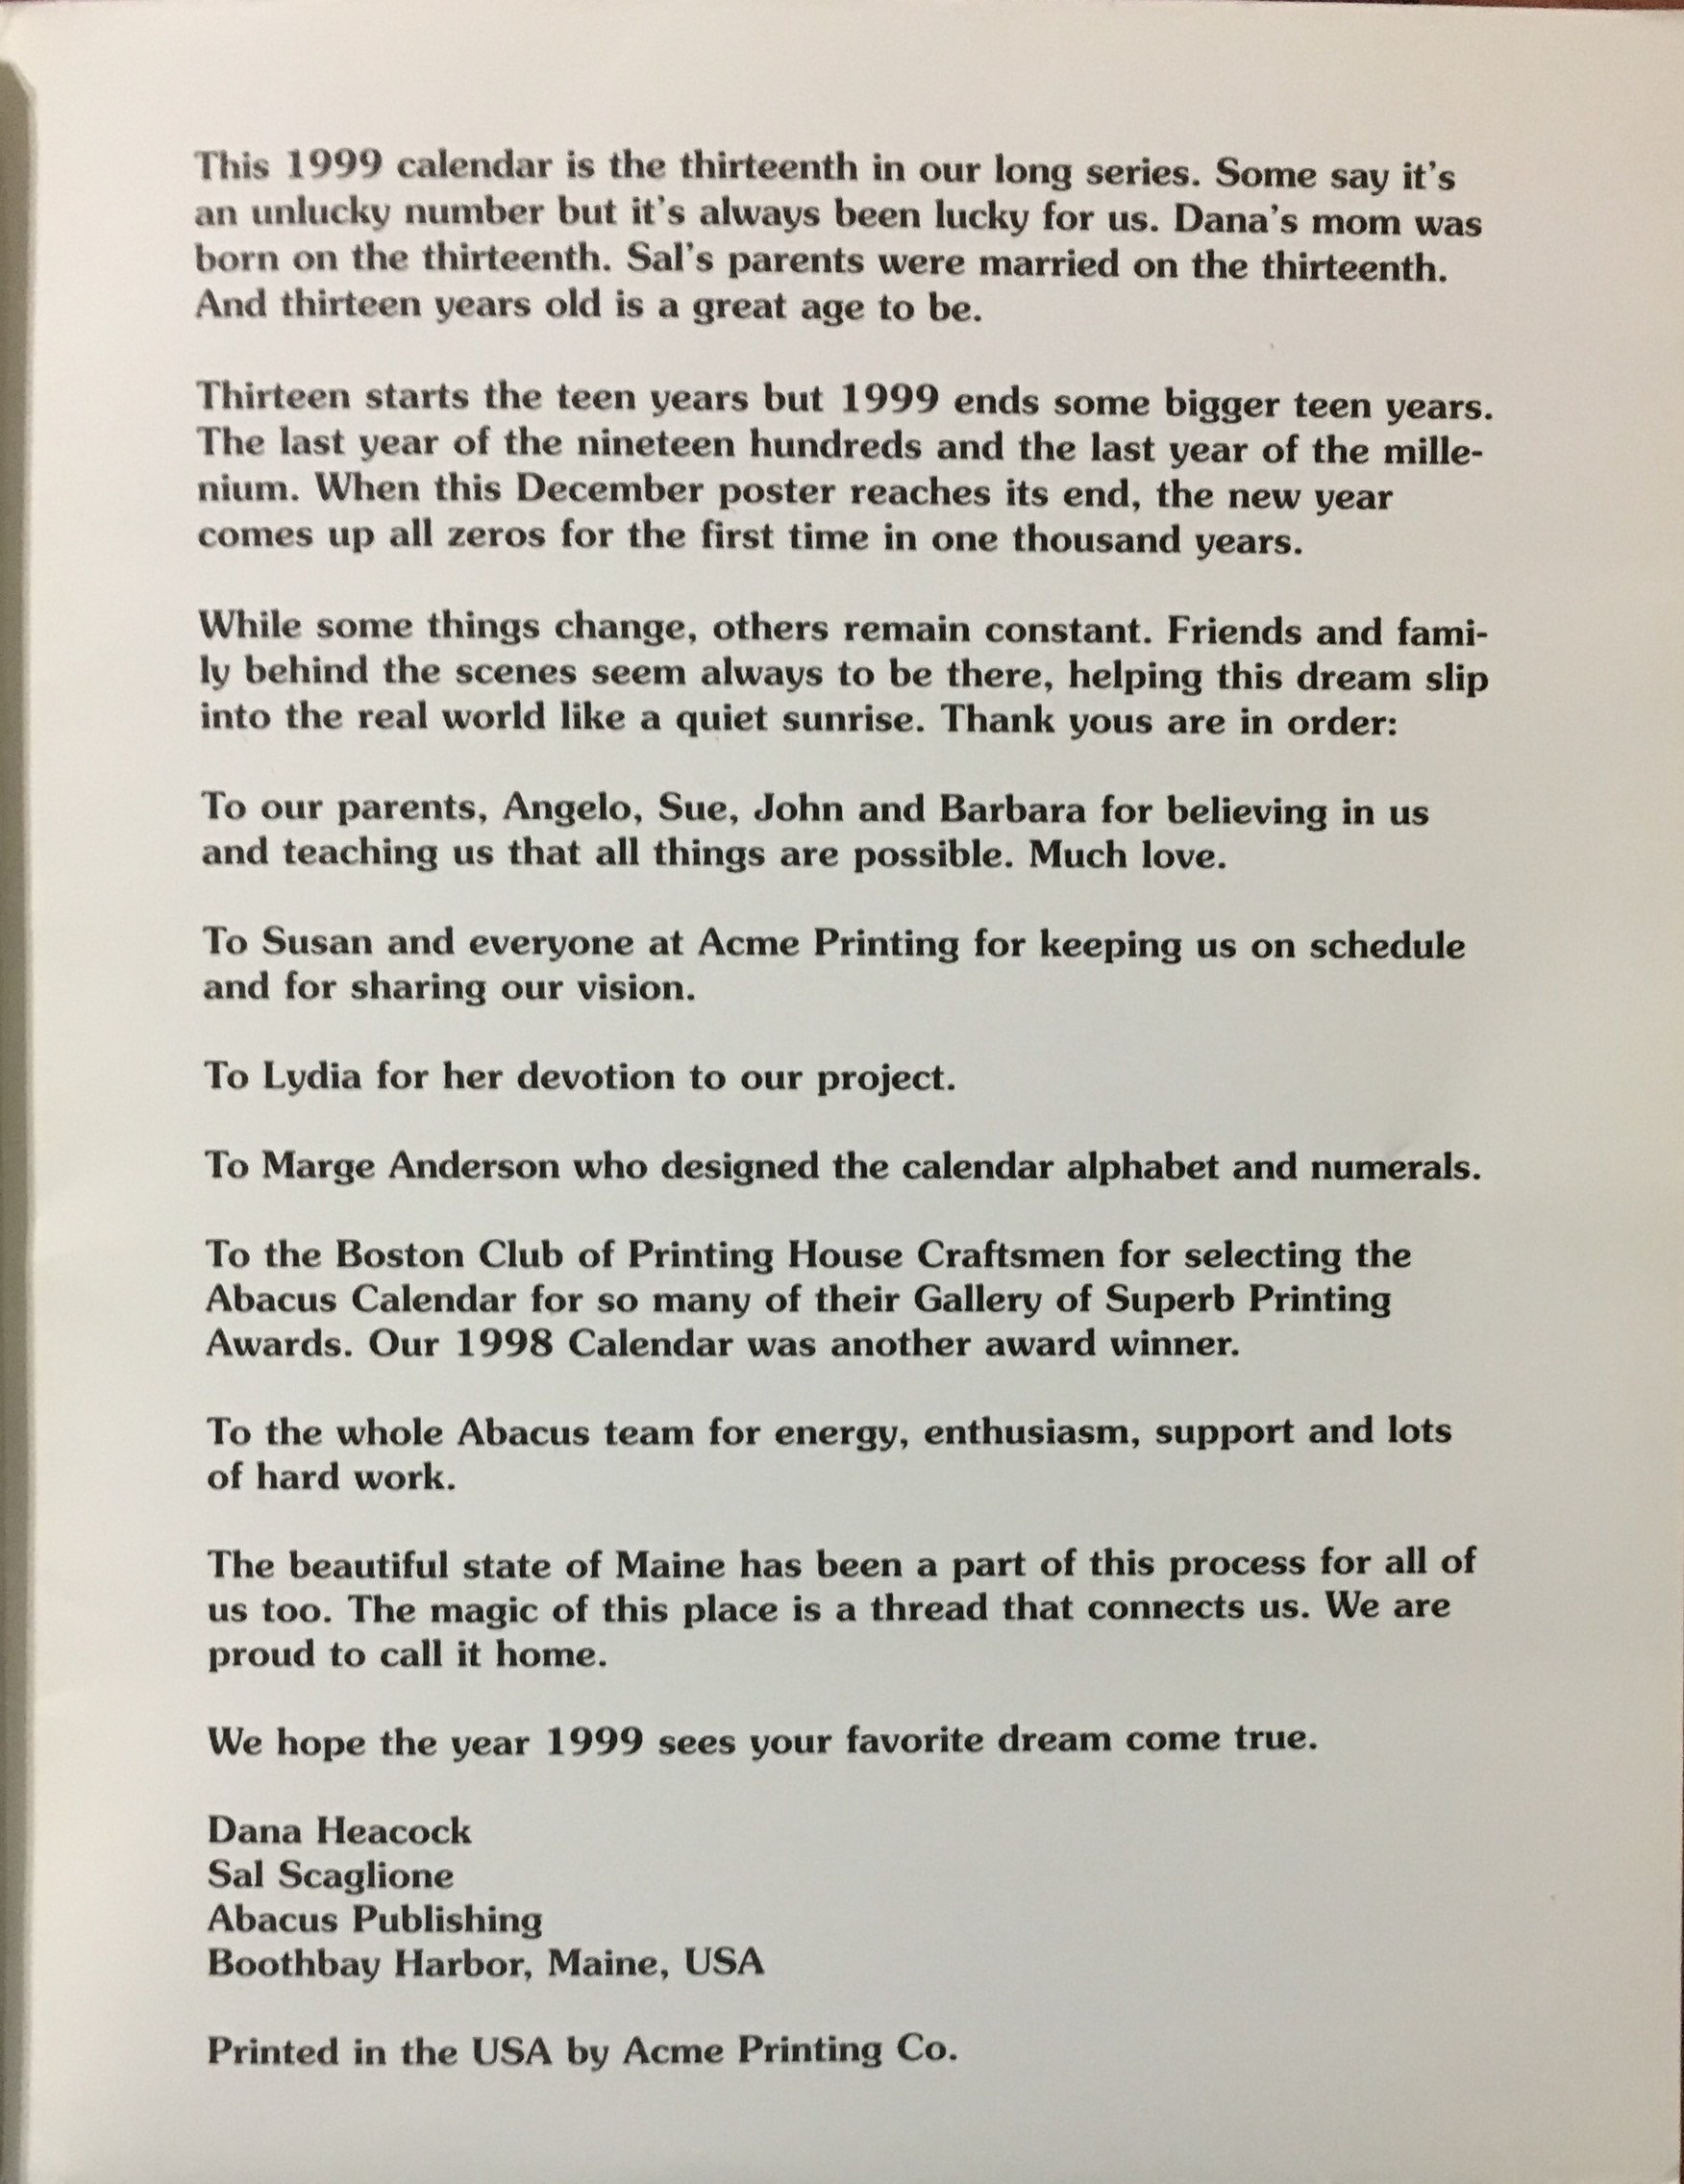 This 1999 calendar is the thirteenth in our long series. Some say it's
an unlucky number but it's always been lucky for us. Dana's mom was
born on the thirteenth. Sal's parents were married on the thirteenth.
And thirteen years old is a great age to be.
Thirteen starts the teen years but 1999 ends some bigger teen years.
The last year of the nineteen hundreds and the last year of the mille-
nium. When this December poster reaches its end, the new year
comes up all zeros for the first time in one thousand years.
While some things change, others remain constant. Friends and fami-
ly behind the scenes seem always to be there, helping this dream slip
into the real world like a quiet sunrise. Thank yous are in order:
To our parents, Angelo, Sue, John and Barbara for believing in us
and teaching us that all things are possible. Much love.
To Susan and everyone at Acme Printing for keeping us on schedule
and for sharing our vision.
To Lydia for her devotion to our project.
To Marge Anderson who designed the calendar alphabet and numerals.
To the Boston Club of Printing House Craftsmen for selecting the
Abacus Calendar for so many of their Gallery of Superb Printing
Awards. Our 1998 Calendar was another award winner.
To the whole Abacus team for energy, enthusiasm, support and lots
of hard work.
The beautiful state of Maine has been a part of this process for all of
us too. The magic of this place is a thread that connects us. We are
proud to call it home.
We hope the year 1999 sees your favorite dream come true.
Dana Heacock
Sal Scaglione
Abacus Publishing
Boothbay Harbor, Maine, USA
Printed in the USA by Acme Printing Co.